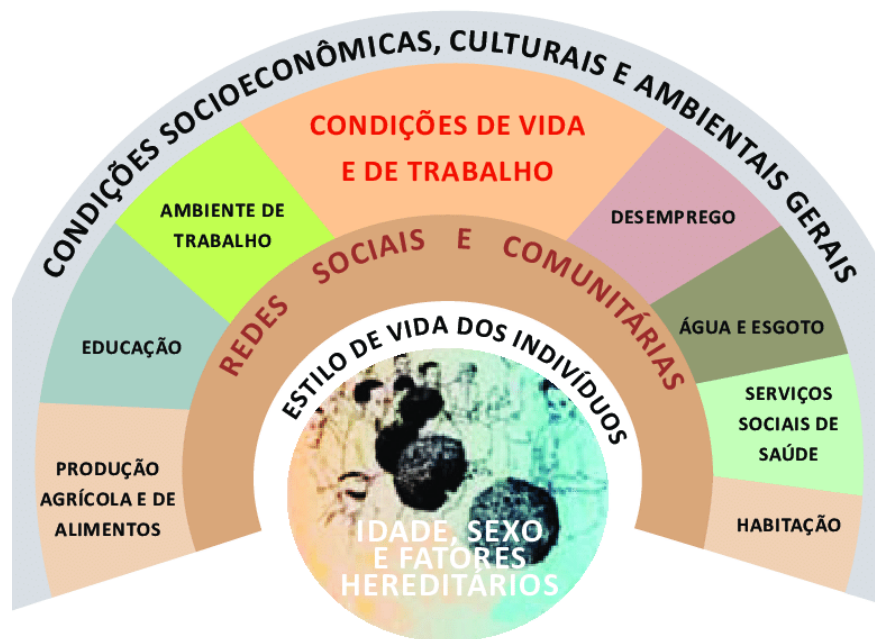 CONDIÇÕES SOCIOECONÔMICAS, CULTURAIS E AMBIENTAIS GERAIS
CONDIÇÕES DE VIDA
E DE TRABALHO
AMBIENTE DE
TRABALHO
DESEMPREGO
EDUCAÇÃO
ÁGUA E ESGOTO
PRODUÇÃO
AGRÍCOLA E DE
ALIMENTOS
SERVIÇOS
SOCIAIS DE
SAÚDE
HABITAÇÃO
REDES SOCIAIS E COMUNITÁRIAS
ESTILO DE VIDA DOS INDIVÍDUOS
IDADE, SEXO
E FATORES
HEREDITÁRIOS